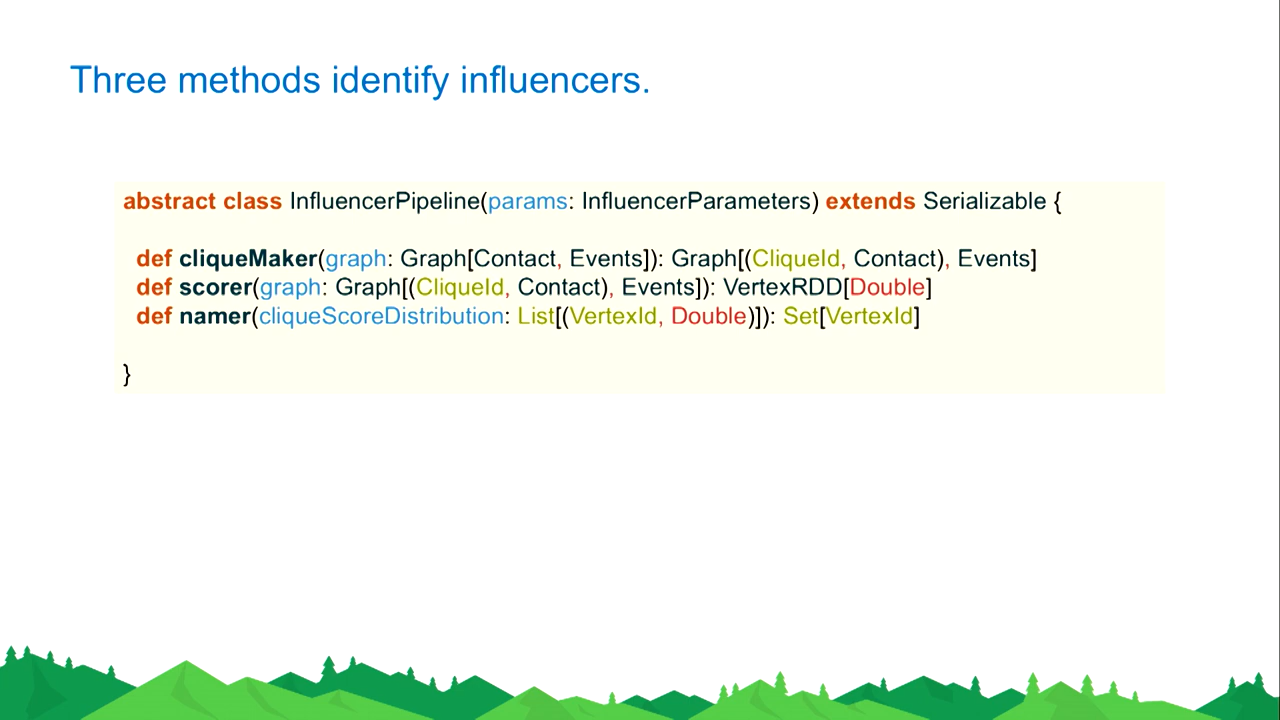 Three methods identify influencers.
abstract class InfluencerPipeline(params: InfluencerParameters) extends Serializable {
def cliqueMaker(graph: Graph[Contact, Events]): Graph[(CliqueId, Contact), Events]
def scorer(graph: Graph[(CliqueId, Contact), Events]): VertexRDD[Double]
def namer(cliqueScoreDistribution: List[(VertexId, Double)]): Set[VertexId]
}